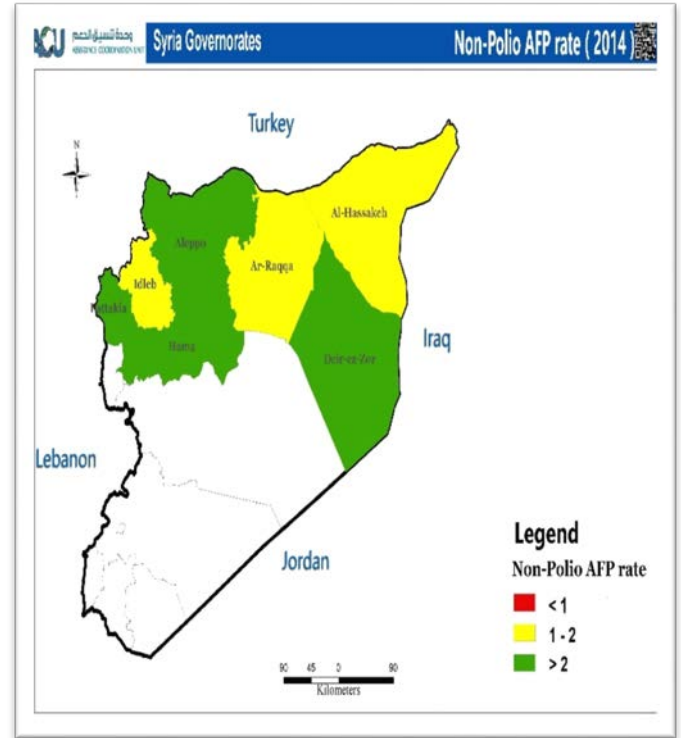 وحدة تنسيق الدعم
ASSISTANCE COORDINATION UNIT
Syria Governorates
Non-Polio AFP rate ( 2014 )
Turkey
N
Al-Hassakeh
Aleppo
Ar-Raqqa
Idleb
Hama
Deir-ez-Zor
Iraq
Lebanon
Jordan
Legend
Non-Polio AFP rate
< 1
1 - 2
> 2
90 45 0 90
Kilometers